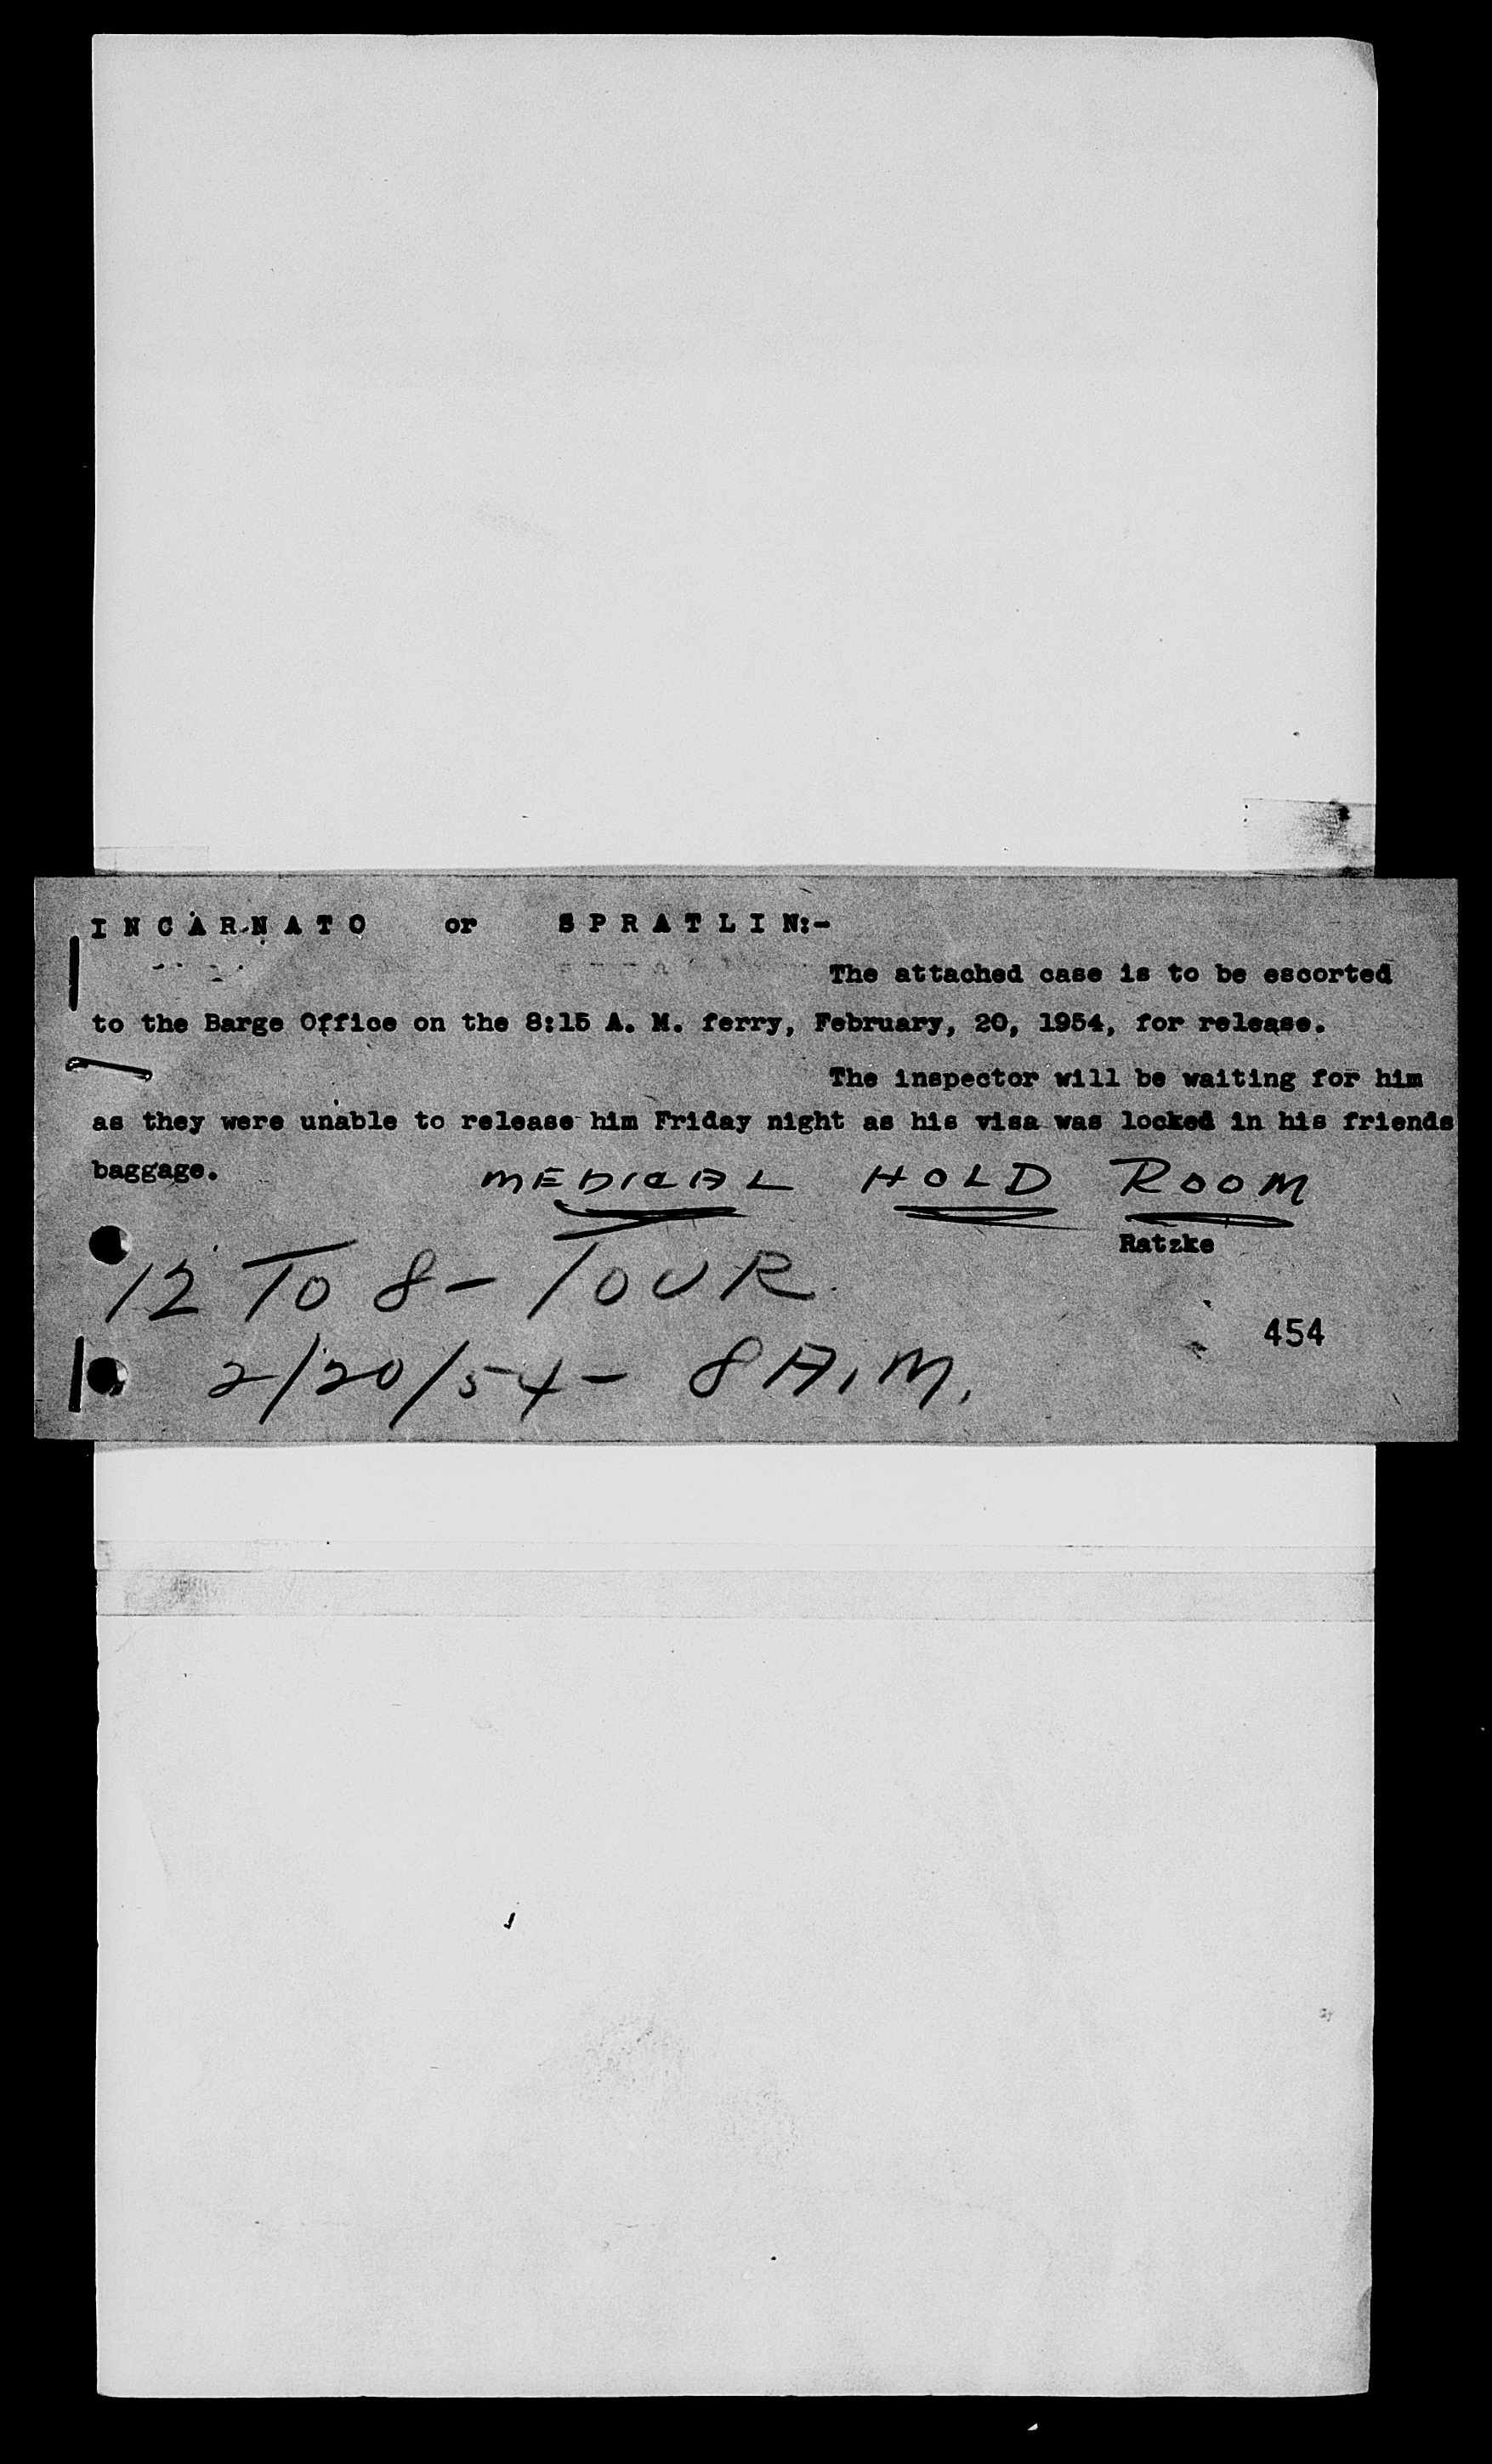 I N C A R N A T O or S P R A T L I N:-
The attached case is to be escorted
to the Barge Office on the 8:15 A. M. ferry, February, 20, 1954, for release.
The inspector will be waiting for him
as they were unable to release him Friday night as his visa was locked in his friends
baggage.
MEDICAL HOLD ROOM
Ratzke
12 TO 8 - TOUR
454
2/20/54 - 8 A.M.